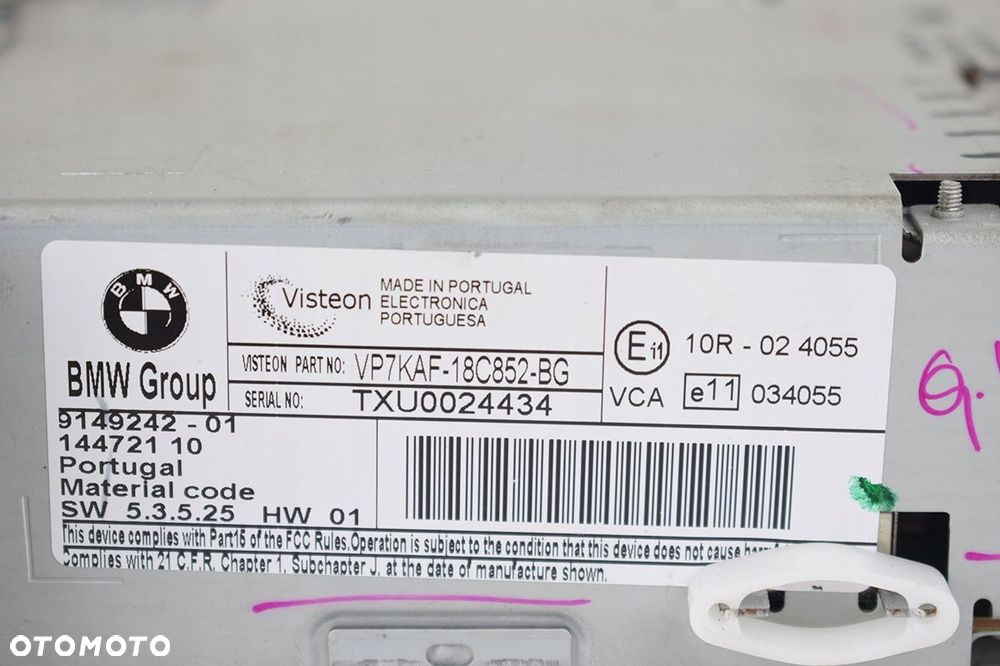 BMW
BMW Group
Visteon
MADE IN PORTUGAL
ELECTRONICA
PORTUGUESA
VISTEON PART NO: VP7KAF-18C852-BG
SERIAL NO: TXU0024434
E11 10R - 02 4055
VCA e11 034055
9149242 - 01
144721 10
Portugal
Material code
SW 5.3.5.25 HW 01
This device complies with Part15 of the FCC Rules.Operation is subject to the condition that this device does not cause
Complies with 21 C.F.R, Chapter 1, Subchapter J, at the date of manufacture shown.
OTOMOTO